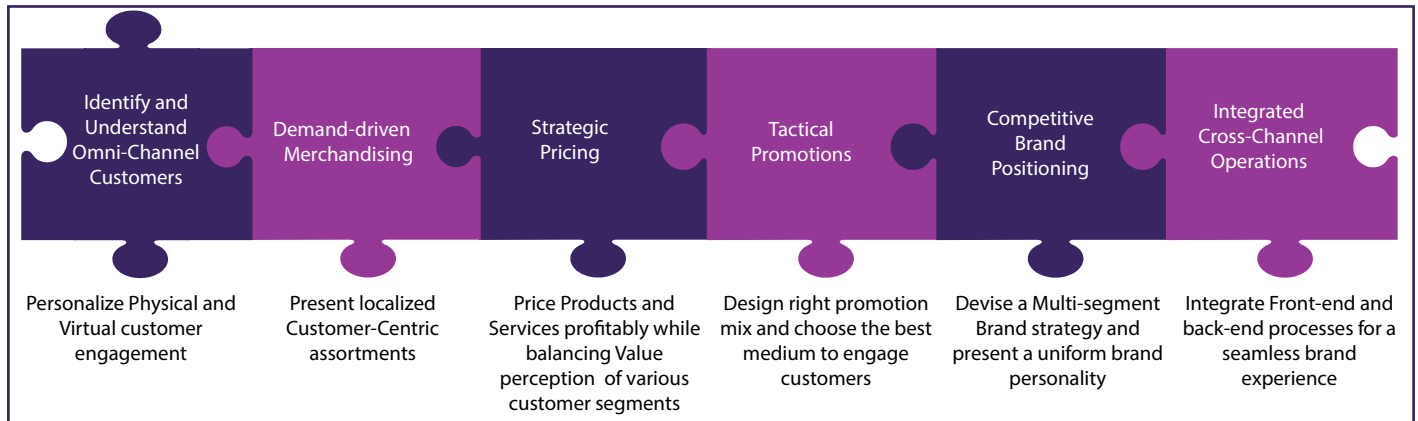 Identify and
Understand
Omni-Channel
Customers
Demand-driven
Merchandising
Strategic
Pricing
Tactical
Promotions
Competitive
Brand
Positioning
Integrated
Cross-Channel
Operations
Personalize Physical and
Virtual customer
engagement
Present localized
Customer-Centric
assortments
Price Products and
Services profitably while
balancing Value
perception of various
customer segments
Design right promotion
mix and choose the best
medium to engage
customers
Devise a Multi-segment
Brand strategy and
present a uniform brand
personality
Integrate Front-end and
back-end processes for a
seamless brand
experience